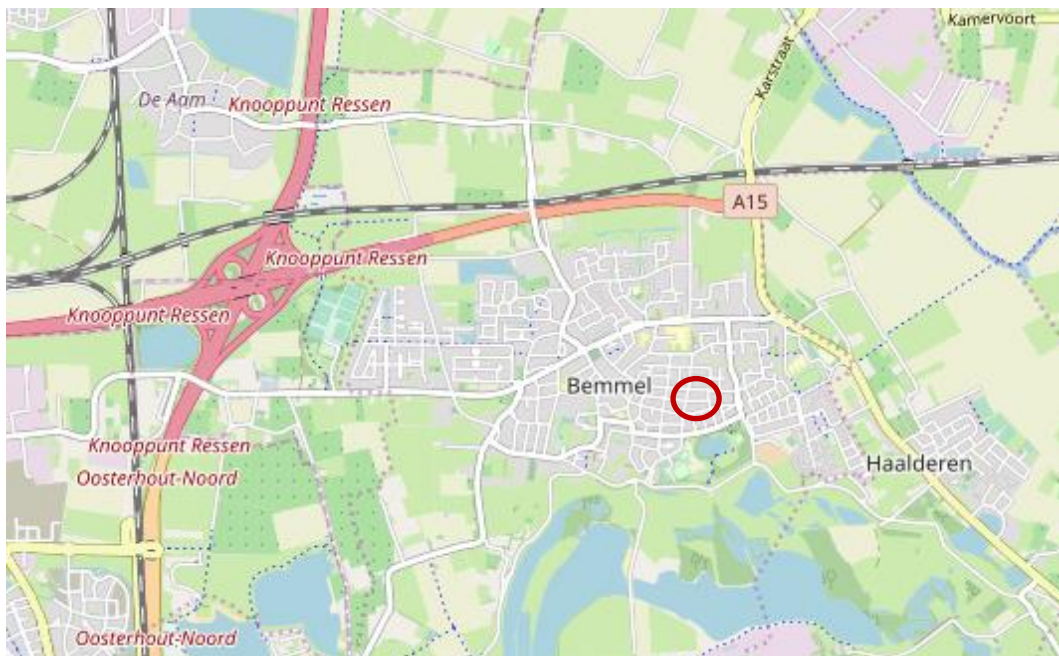 Kamervoort
Karstraat
De Aam
Knooppunt Ressen
A15
Knooppunt Ressen
Knooppunt Ressen
Bemmel
Knooppunt Ressen
Haalderen
Oosterhout-Noord
Oosterhout-Noord